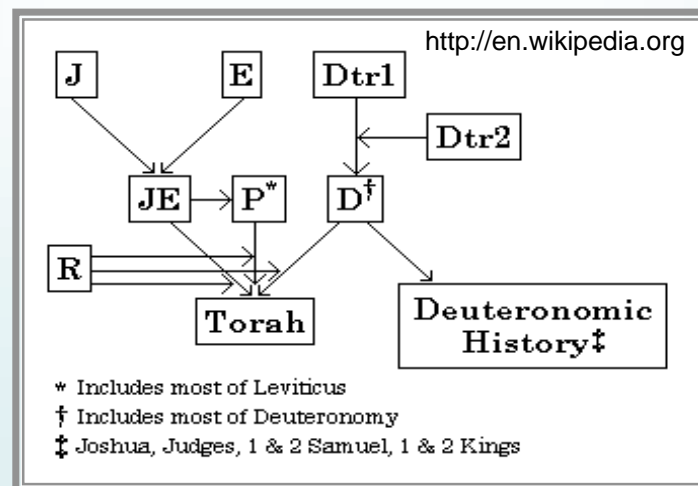 http://en.wikipedia.org
J E Dtr1
Dtr2
JE P* D†
R
Torah
Deuteronomic
History‡
* Includes most of Leviticus
† Includes most of Deuteronomy
‡ Joshua, Judges, 1 & 2 Samuel, 1 & 2 Kings